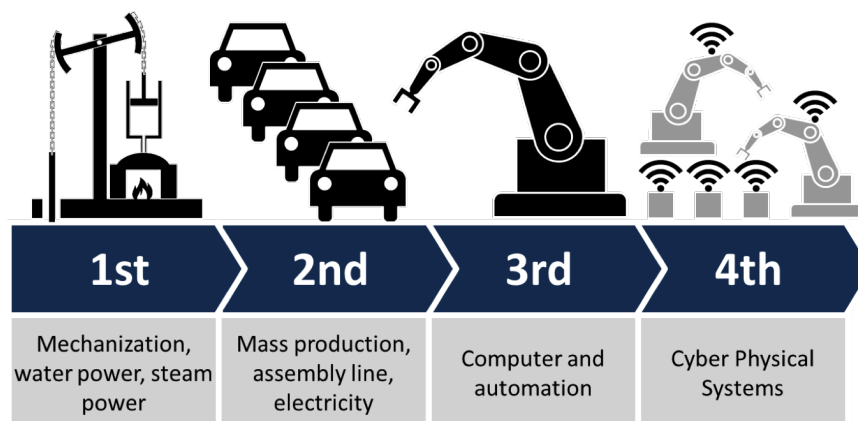 1st
2nd
3rd
4th
Mechanization,
water power, steam
power
Mass production,
assembly line,
electricity
Computer and
automation
Cyber Physical
Systems